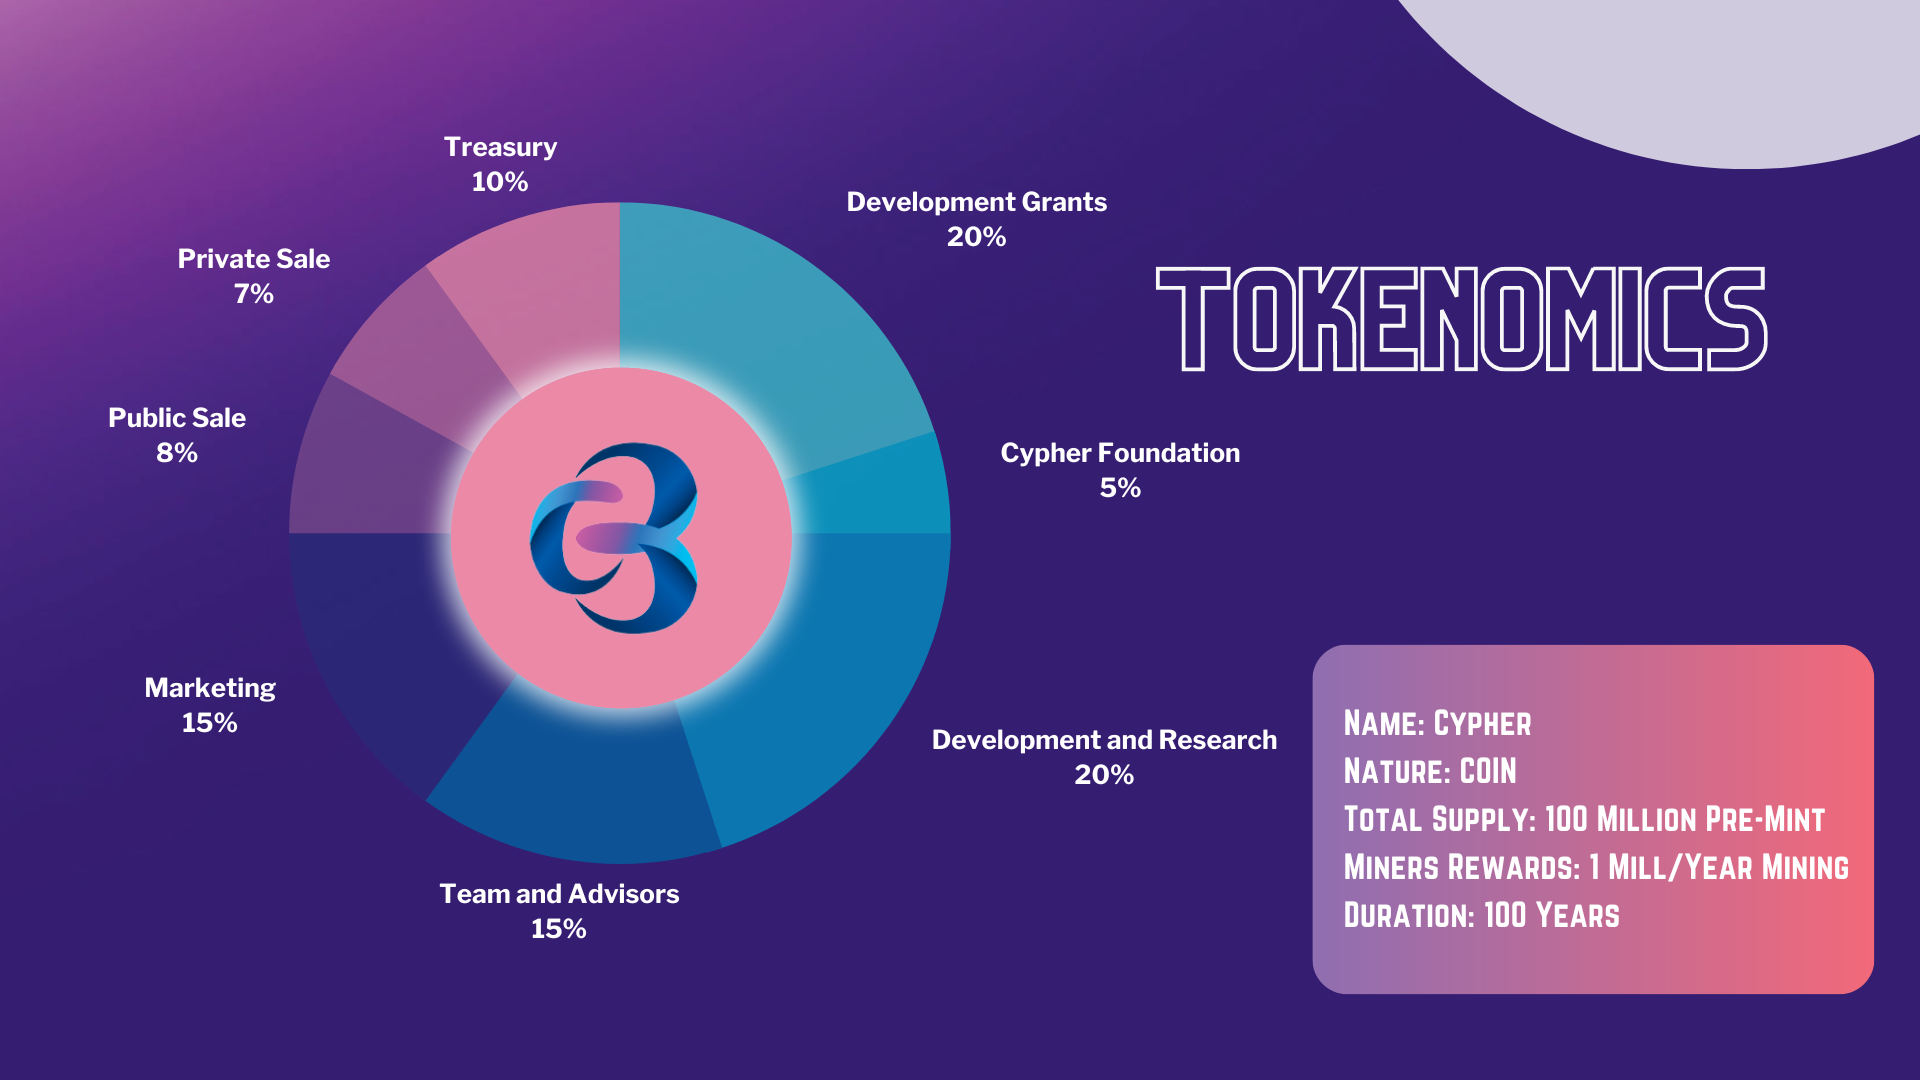 Treasury
10%
Development Grants
20%
Private Sale
7%
TOKENOMICS
Public Sale
8%
Cypher Foundation
5%
Marketing
15%
Development and Research
20%
Team and Advisors
15%
Name: Cypher
Nature: COIN
Total Supply: 100 Million Pre-Mint
Miners Rewards: 1 Mill/Year Mining
Duration: 100 Years